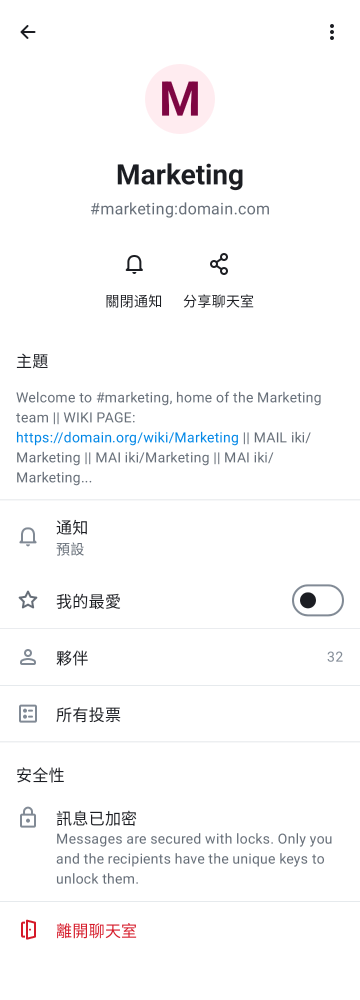 M
Marketing
#marketing:domain.com
關閉通知 分享聊天室
主題
Welcome to #marketing, home of the Marketing
team || WIKI PAGE:
https://domain.org/wiki/Marketing || MAIL iki/
Marketing || MAI iki/Marketing || MAI iki/
Marketing...
通知
預設
我的最愛
夥伴 32
所有投票
安全性
訊息已加密
Messages are secured with locks. Only you
and the recipients have the unique keys to
unlock them.
離開聊天室